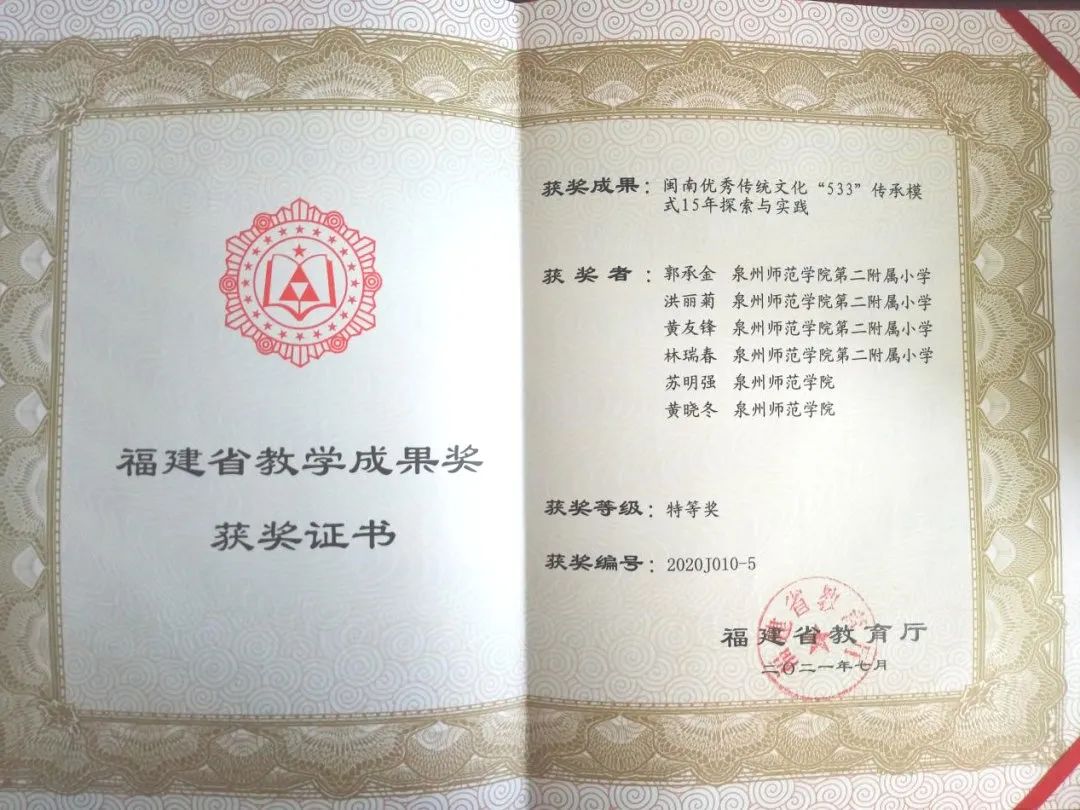 福建省教学成果奖
获奖证书
获奖成果：闽南优秀传统文化“533”传承模
式15年探索与实践
获奖者：郭承金 泉州师范学院第二附属小学
洪丽菊 泉州师范学院第二附属小学
黄友锋 泉州师范学院第二附属小学
林瑞春 泉州师范学院第二附属小学
苏明强 泉州师范学院
黄晓冬 泉州师范学院
获奖等级：特等奖
获奖编号：2020J010-5
福建省教育厅
二〇二一年七月
福建省教育厅